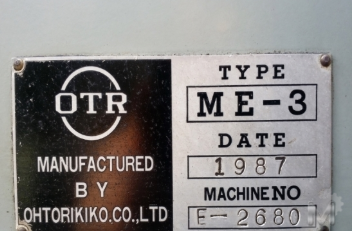 OTR
MANUFACTURED
BY
OHTORIKIKO.CO.,LTD
TYPE
ME-3
DATE
1987
MACHINE NO
E-2680